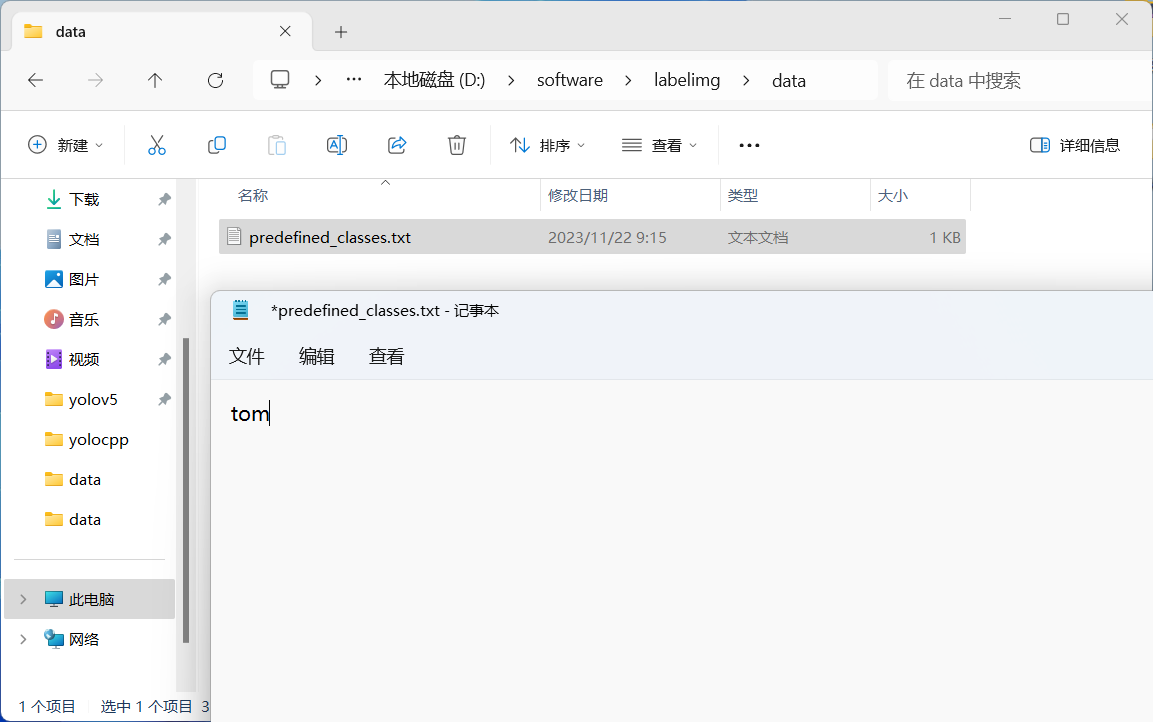 data
本地磁盘 (D:) software labelimg data
在 data 中搜索
新建 排序 查看 详细信息
名称 修改日期 类型 大小
predefined_classes.txt 2023/11/22 9:15 文本文档 1 KB
下载
文档
图片
音乐
视频
yolov5
yolocpp
data
data
此电脑
网络
1 个项目 选中 1 个项目 3
*predefined_classes.txt - 记事本
文件 编辑 查看
tom